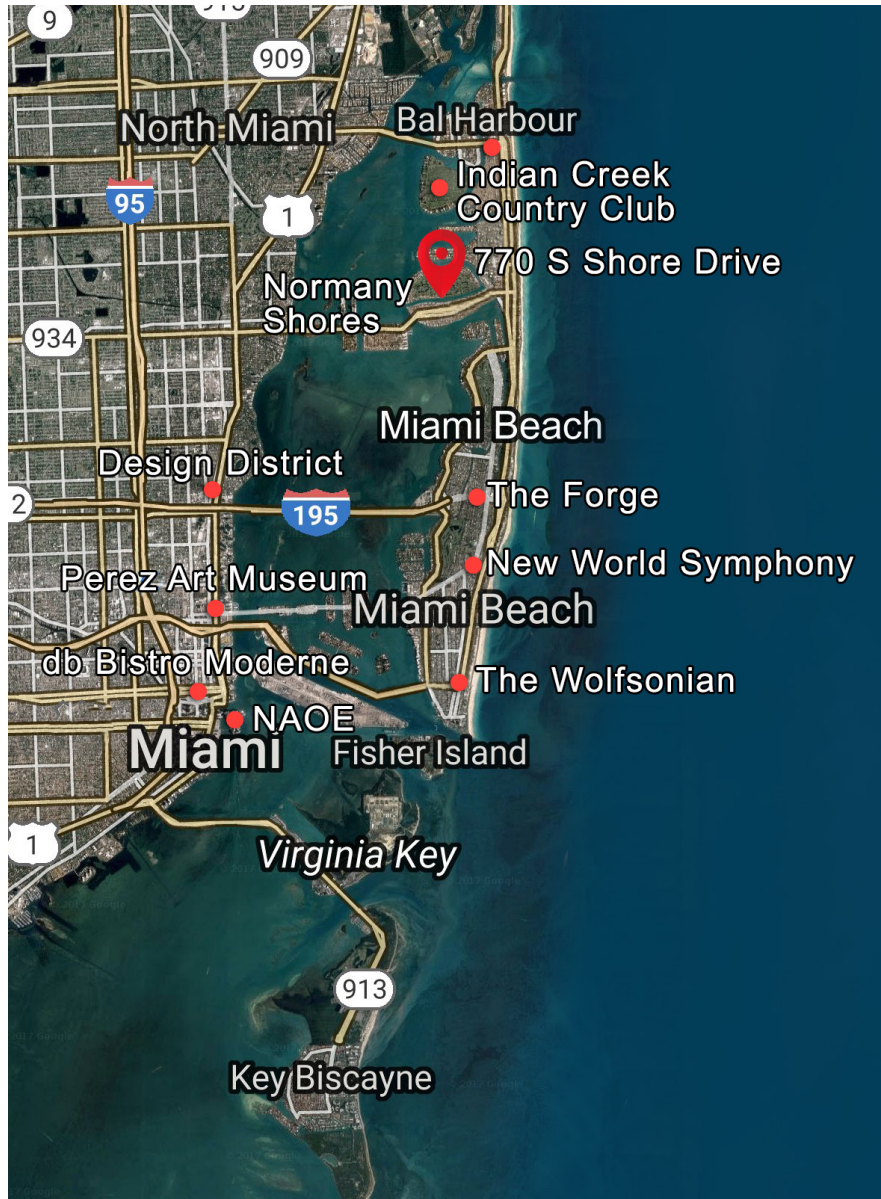 9
909
North Miami
Bal Harbour
Indian Creek
Country Club
95
1
770 S Shore Drive
Normany
Shores
934
Miami Beach
Design District
2
195
The Forge
New World Symphony
Perez Art Museum
Miami Beach
db Bistro Moderne
The Wolfsonian
NAOE
Miami
Fisher Island
1
Virginia Key
913
Key Biscayne